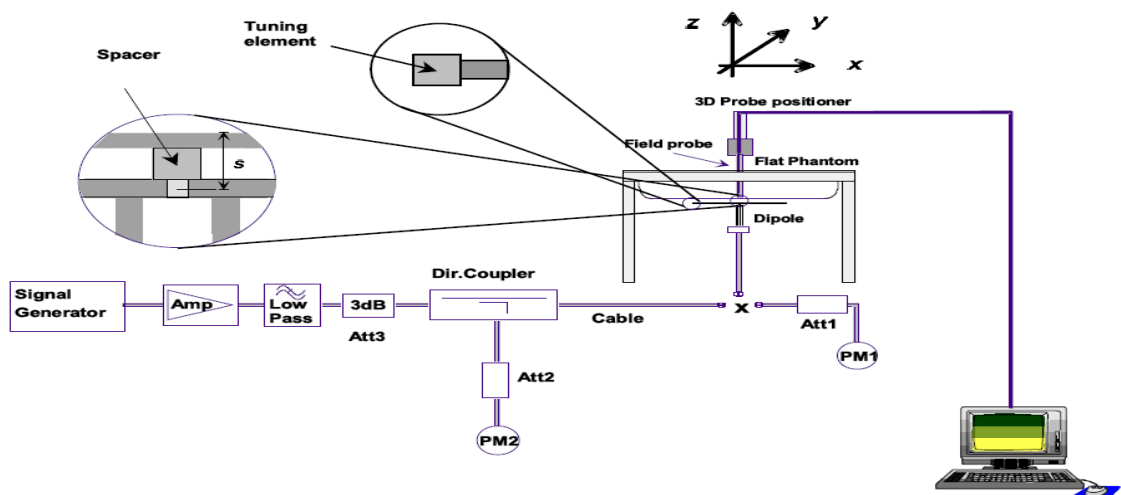 Tuning
element
Spacer
s
z
y
x
3D Probe positioner
Field probe
Flat Phantom
Dipole
Signal
Generator
Amp
Low
Pass
3dB
Att3
Dir.Coupler
Cable
x
Att1
PM1
Att2
PM2